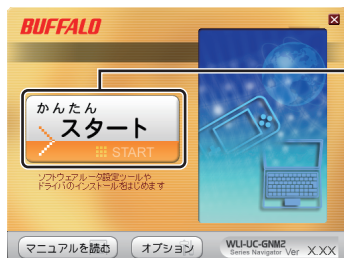 BUFFALO
かんたん
スタート
START
ソフトウェアルータ設定ツールや
ドライバのインストールをはじめます
マニュアルを読む
オプション
WLI-UC-GNM2
Series Navigator Ver X.XX